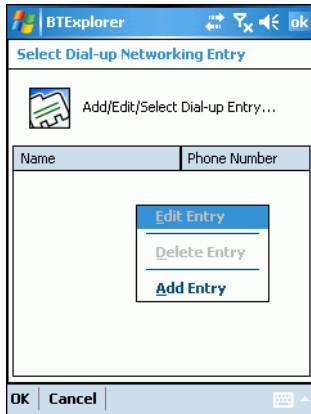 BTExplorer ok
Select Dial-up Networking Entry
Add/Edit/Select Dial-up Entry...
Name Phone Number
Edit Entry
Delete Entry
Add Entry
OK Cancel